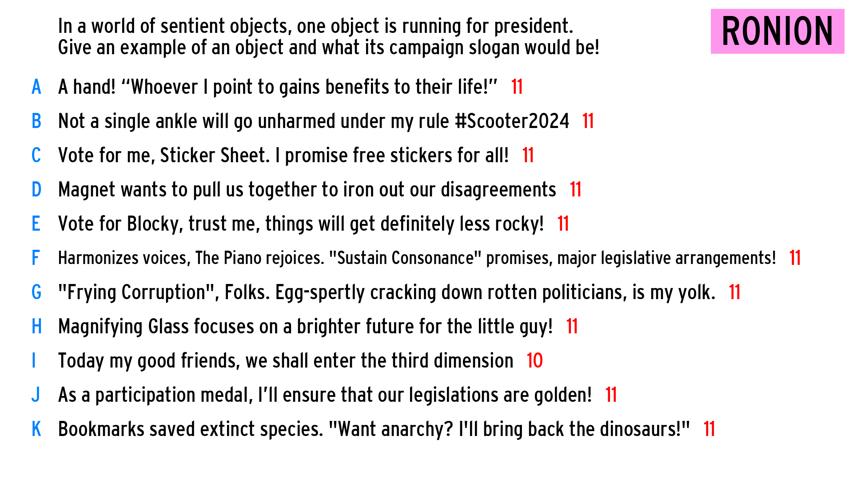 In a world of sentient objects, one object is running for president.
Give an example of an object and what its campaign slogan would be!
RONION
A A hand! “Whoever I point to gains benefits to their life!” 11
B Not a single ankle will go unharmed under my rule #Scooter2024 11
C Vote for me, Sticker Sheet. I promise free stickers for all! 11
D Magnet wants to pull us together to iron out our disagreements 11
E Vote for Blocky, trust me, things will get definitely less rocky! 11
F Harmonizes voices, The Piano rejoices. "Sustain Consonance" promises, major legislative arrangements! 11
G "Frying Corruption", Folks. Egg-spertly cracking down rotten politicians, is my yolk. 11
H Magnifying Glass focuses on a brighter future for the little guy! 11
I Today my good friends, we shall enter the third dimension 10
J As a participation medal, I’ll ensure that our legislations are golden! 11
K Bookmarks saved extinct species. "Want anarchy? I'll bring back the dinosaurs!" 11